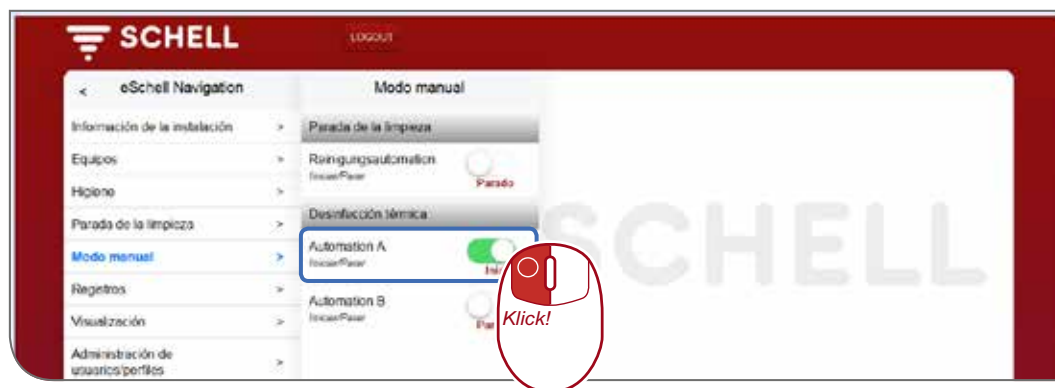 SCHELL
LOGOUT
< eSchell Navigation
Modo manual
Información de la instalación >
Parada de la limpieza
Equipos >
Reinigungsautomation
Iniciar/Parar
Parado
Higiene >
Parada de la limpieza >
Desinfección térmica
Modo manual >
Automation A
Iniciar/Parar
Registros >
Automation B
Iniciar/Parar
Klick!
Visualización >
Administración de
usuarios/perfiles >
SCHELL